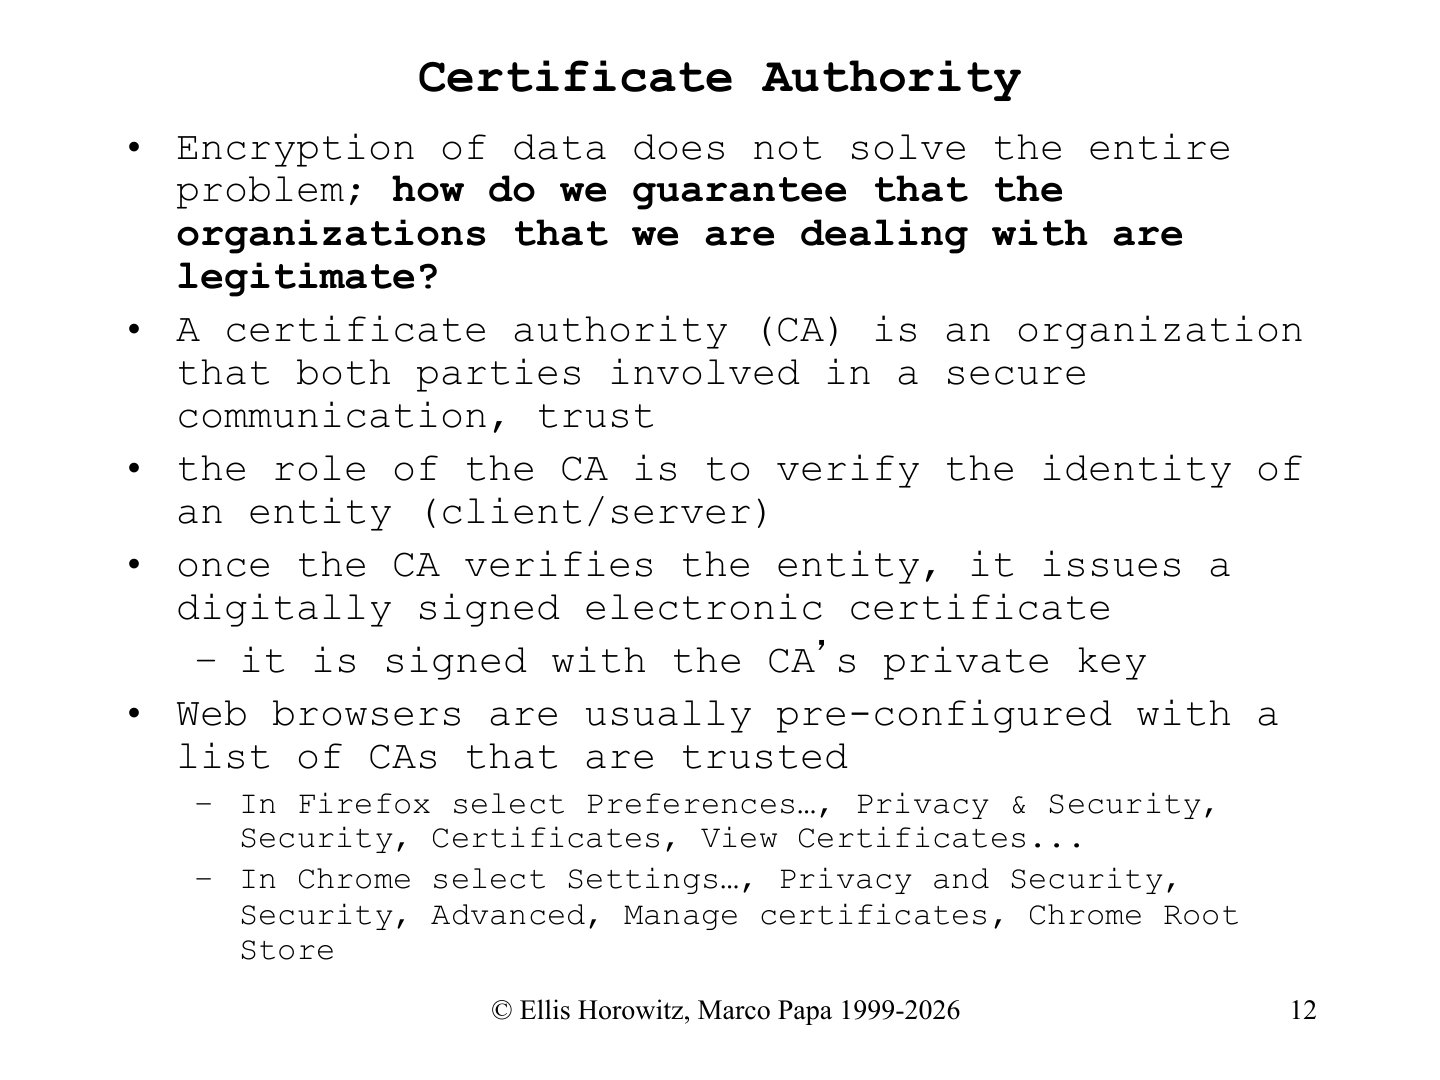 Certificate Authority
• Encryption of data does not solve the entire
problem; how do we guarantee that the
organizations that we are dealing with are
legitimate?
• A certificate authority (CA) is an organization
that both parties involved in a secure
communication, trust
• the role of the CA is to verify the identity of
an entity (client/server)
• once the CA verifies the entity, it issues a
digitally signed electronic certificate
– it is signed with the CA’s private key
• Web browsers are usually pre-configured with a
list of CAs that are trusted
– In Firefox select Preferences…, Privacy & Security,
Security, Certificates, View Certificates...
– In Chrome select Settings…, Privacy and Security,
Security, Advanced, Manage certificates, Chrome Root
Store
© Ellis Horowitz, Marco Papa 1999-2026
12